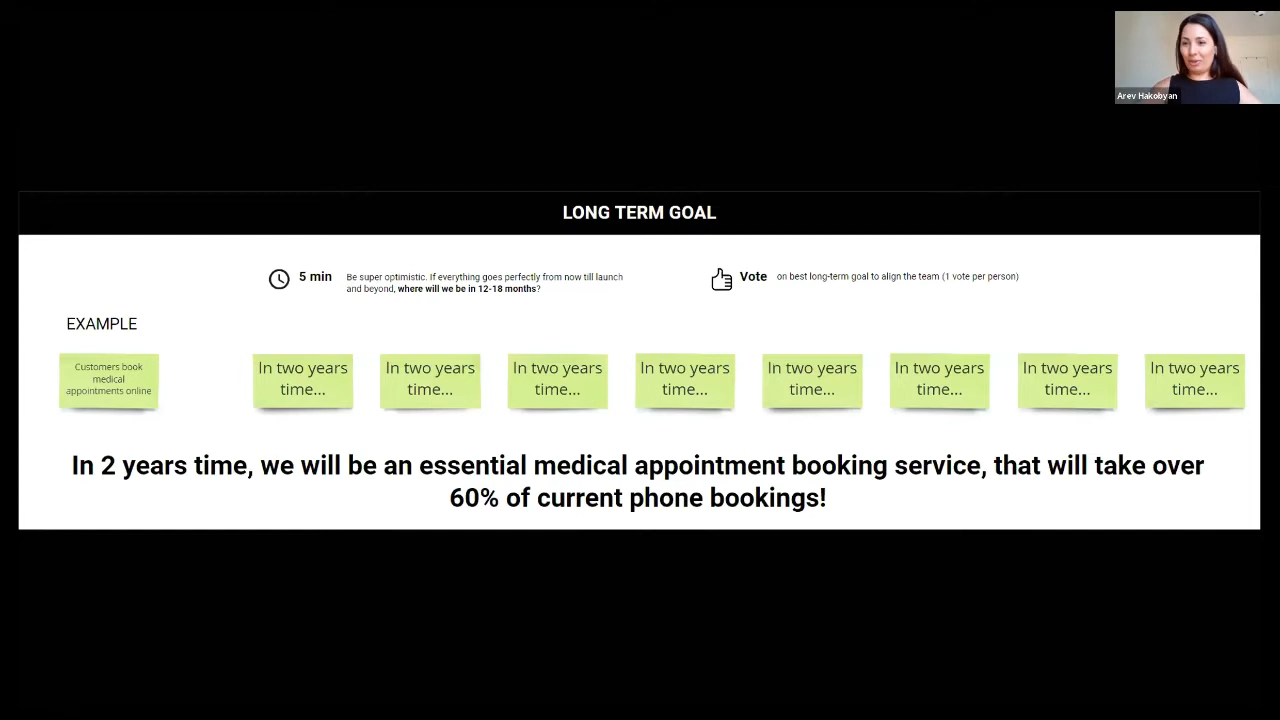 Arev Hakobyan
LONG TERM GOAL
5 min
Be super optimistic. If everything goes perfectly from now till launch
and beyond, where will we be in 12-18 months?
Vote
on best long-term goal to align the team (1 vote per person)
EXAMPLE
Customers book
medical
appointments online
In two years
time...
In two years
time...
In two years
time...
In two years
time...
In two years
time...
In two years
time...
In two years
time...
In two years
time...
In 2 years time, we will be an essential medical appointment booking service, that will take over
60% of current phone bookings!